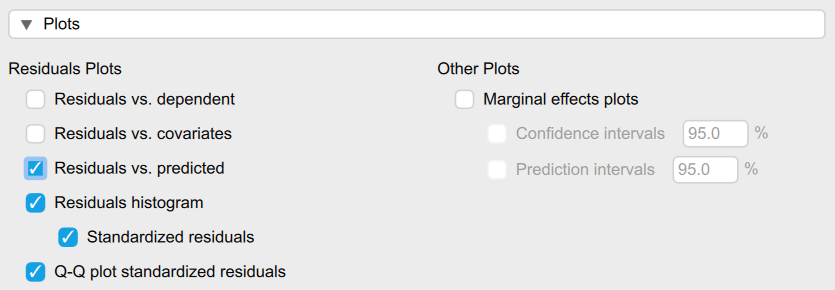 Plots
Residuals Plots
Residuals vs. dependent
Residuals vs. covariates
Residuals vs. predicted
Residuals histogram
Standardized residuals
Q-Q plot standardized residuals
Other Plots
Marginal effects plots
Confidence intervals 95.0 %
Prediction intervals 95.0 %